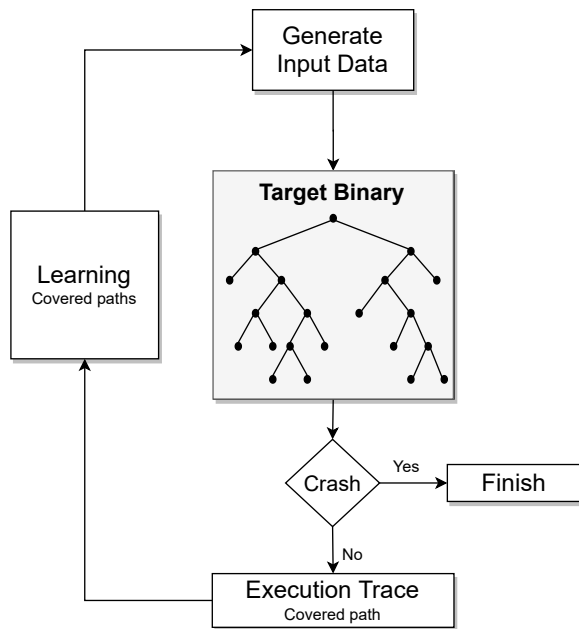 Generate
Input Data
Target Binary
Learning
Covered paths
Crash
Yes
Finish
No
Execution Trace
Covered path